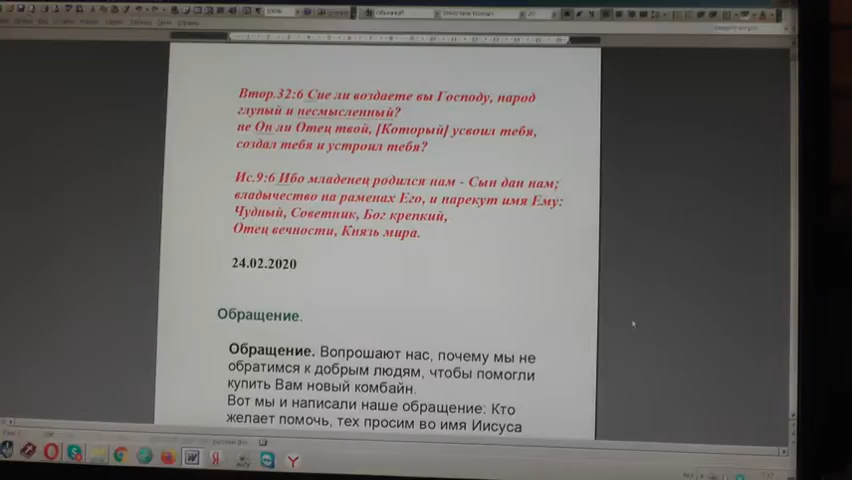 Втор.32:6 Сие ли воздаете вы Господу, народ
глупый и несмысленный?
не Он ли Отец твой, [Который] усвоил тебя,
создал тебя и устроил тебя?
Ис.9:6 Ибо младенец родился нам - Сын дан нам;
владычество на раменах Его, и нарекут имя Ему:
Чудный, Советник, Бог крепкий,
Отец вечности, Князь мира.
24.02.2020
Обращение.
Обращение. Вопрошают нас, почему мы не
обратимся к добрым людям, чтобы помогли
купить Вам новый комбайн.
Вот мы и написали наше обращение: Кто
желает помочь, тех просим во имя Иисуса